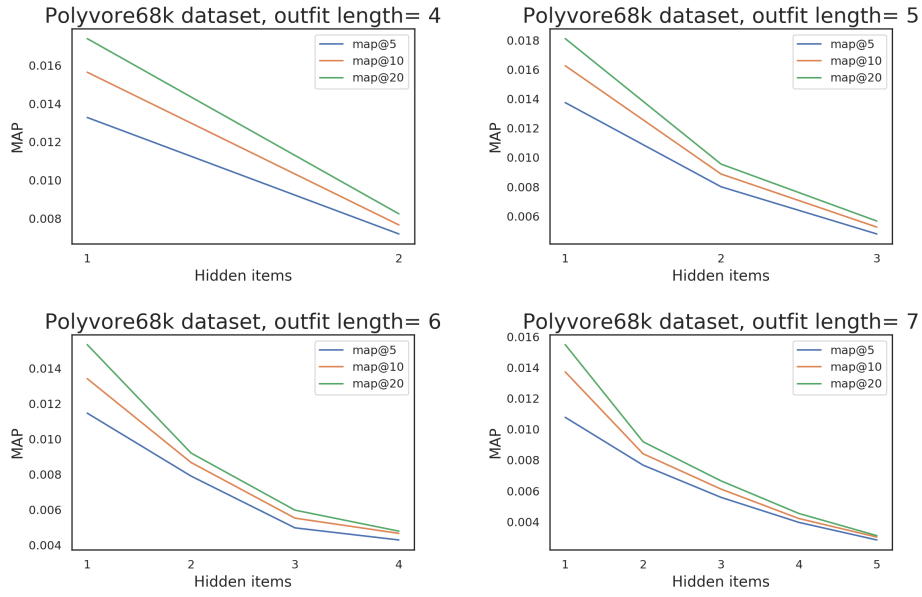 Polyvore68k dataset, outfit length= 4
map@5
map@10
map@20
0.016
0.014
0.012
0.010
0.008
MAP
1
2
Hidden items
Polyvore68k dataset, outfit length= 5
map@5
map@10
map@20
0.018
0.016
0.014
0.012
0.010
0.008
0.006
MAP
1
2
3
Hidden items
Polyvore68k dataset, outfit length= 6
map@5
map@10
map@20
0.014
0.012
0.010
0.008
0.006
0.004
MAP
1
2
3
4
Hidden items
Polyvore68k dataset, outfit length= 7
map@5
map@10
map@20
0.016
0.014
0.012
0.010
0.008
0.006
0.004
MAP
1
2
3
4
5
Hidden items